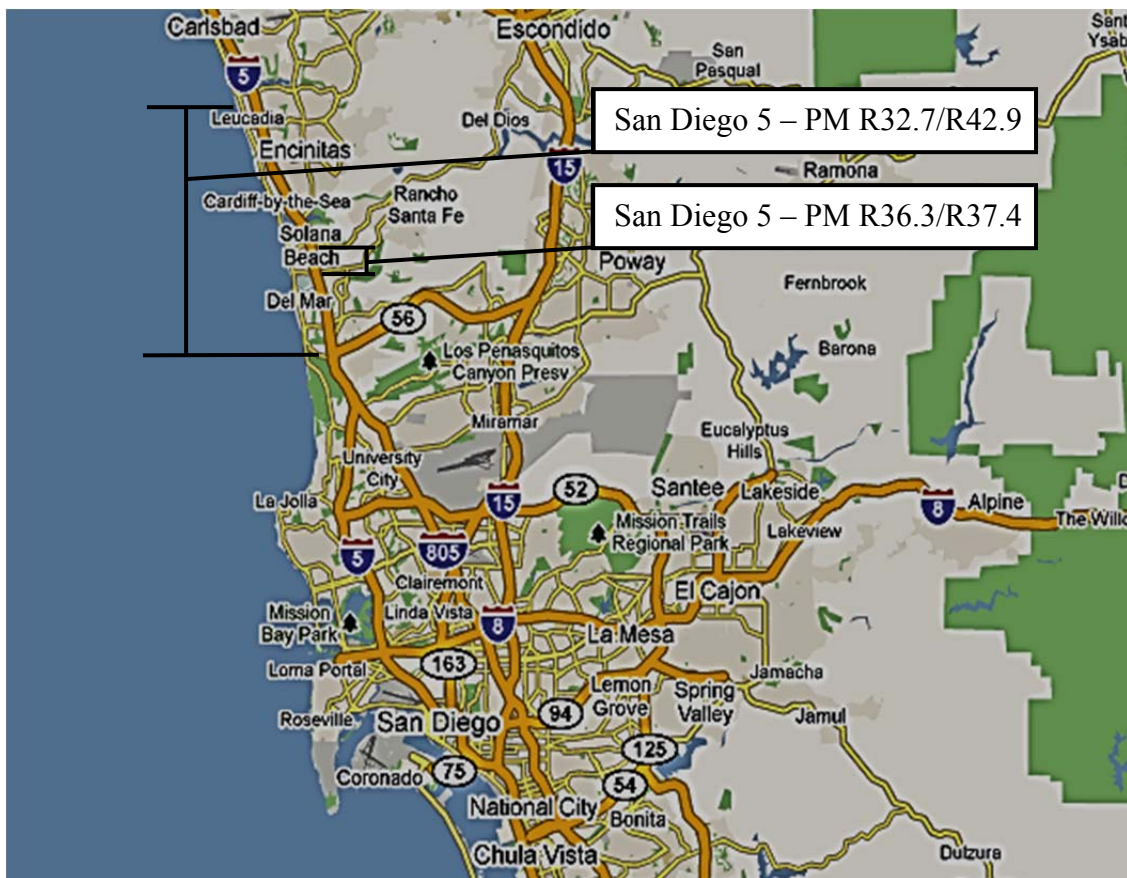 Carlsbad
Escondido
San
Pasqual
Sant
Ysab
5
Leucadia
Del Dios
San Diego 5 – PM R32.7/R42.9
Encinitas
15
Ramona
Cardiff-by-the-Sea
Rancho
Santa Fe
San Diego 5 – PM R36.3/R37.4
Solana
Beach
Poway
Fernbrook
Del Mar
56
Los Penasquitos
Canyon Presv
Barona
Miramar
Eucalyptus
Hills
University
City
La Jolla
15
52
Santee
Lakeside
8
Alpine
Mission Trails
Regional Park
Lakeview
The Willo
D
5
805
Clairemont
El Cajon
Mission
Bay Park
Linda Vista
8
La Mesa
Loma Portal
163
Jamacha
Lemon
Grove
Spring
Valley
Roseville
San Diego
94
Jamul
125
Coronado
75
54
National City
Bonita
Chula Vista
Dulzura